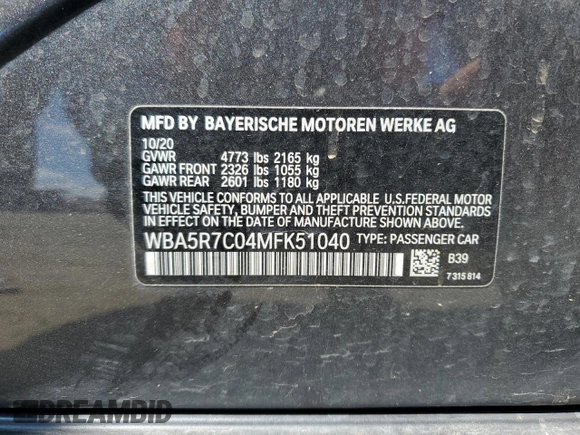 MFD BY BAYERISCHE MOTOREN WERKE AG
10/20
GVWR 4773 lbs 2165 kg
GAWR FRONT 2326 lbs 1055 kg
GAWR REAR 2601 lbs 1180 kg
THIS VEHICLE CONFORMS TO ALL APPLICABLE U.S.FEDERAL MOTOR
VEHICLE SAFETY, BUMPER AND THEFT PREVENTION STANDARDS IN
EFFECT ON THE DATE OF MANUFACTURE SHOWN ABOVE.
WBA5R7C04MFK51040 TYPE: PASSENGER CAR
B39
7315814
DREAMBID